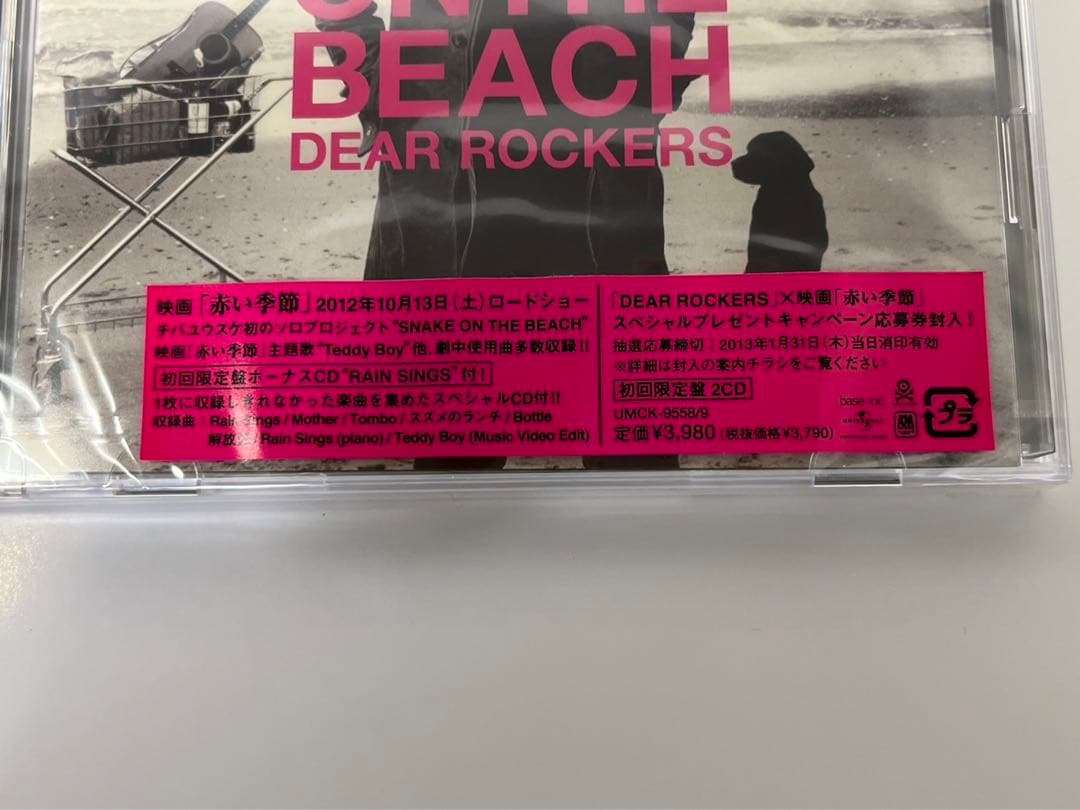 ON THE
BEACH
DEAR ROCKERS
映画「赤い季節」2012年10月13日(土)ロードショー
チバユウスケ初のソロプロジェクト"SNAKE ON THE BEACH"
映画「赤い季節」主題歌"Teddy Boy"他、劇中使用曲多数収録!!
初回限定盤ボーナスCD"RAIN SINGS"付!
1枚に収録しきれなかった楽曲を集めたスペシャルCD付!!
収録曲:Rain Sings / Mother / Tombo / スズメのランチ / Bottle
解放 / Rain Sings (piano) / Teddy Boy (Music Video Edit)
「DEAR ROCKERS」×映画「赤い季節」
スペシャルプレゼントキャンペーン応募券封入!
抽選応募締切:2013年1月31日(木)当日消印有効
※詳細は封入の案内チラシをご覧ください
初回限定盤 2CD
UMCK-9558/9
定価¥3,980 (税抜価格¥3,790)
base inc.
プラ